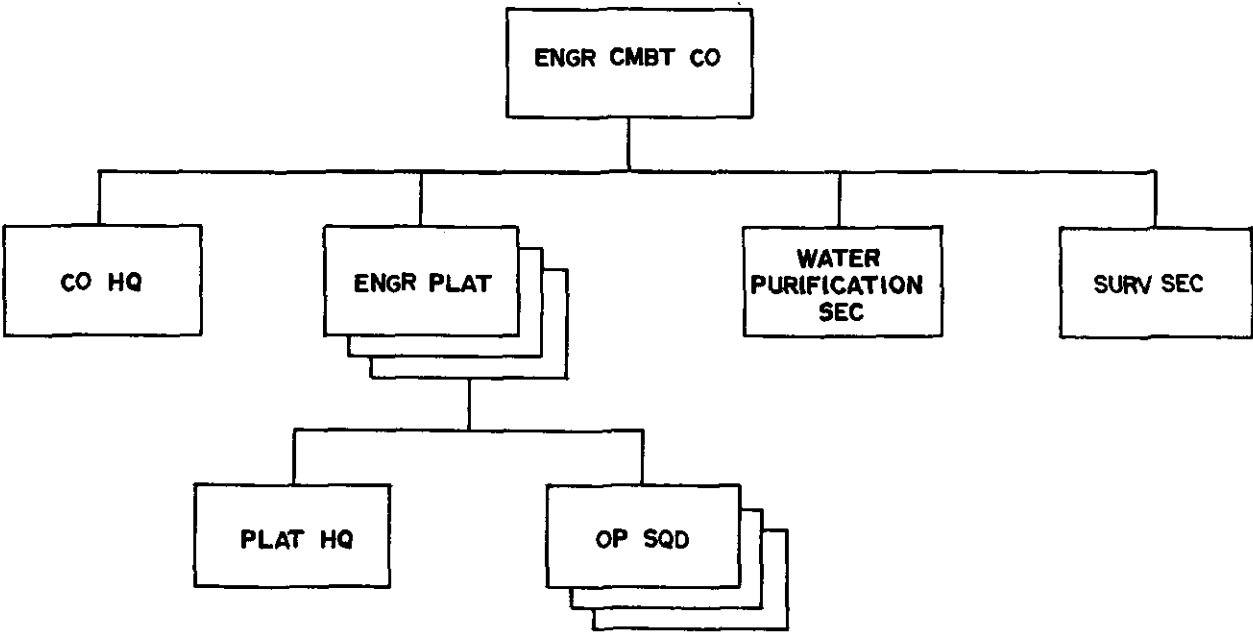 ENGR CMBT CO
CO HQ
ENGR PLAT
WATER
PURIFICATION
SEC
SURV SEC
PLAT HQ
OP SQD